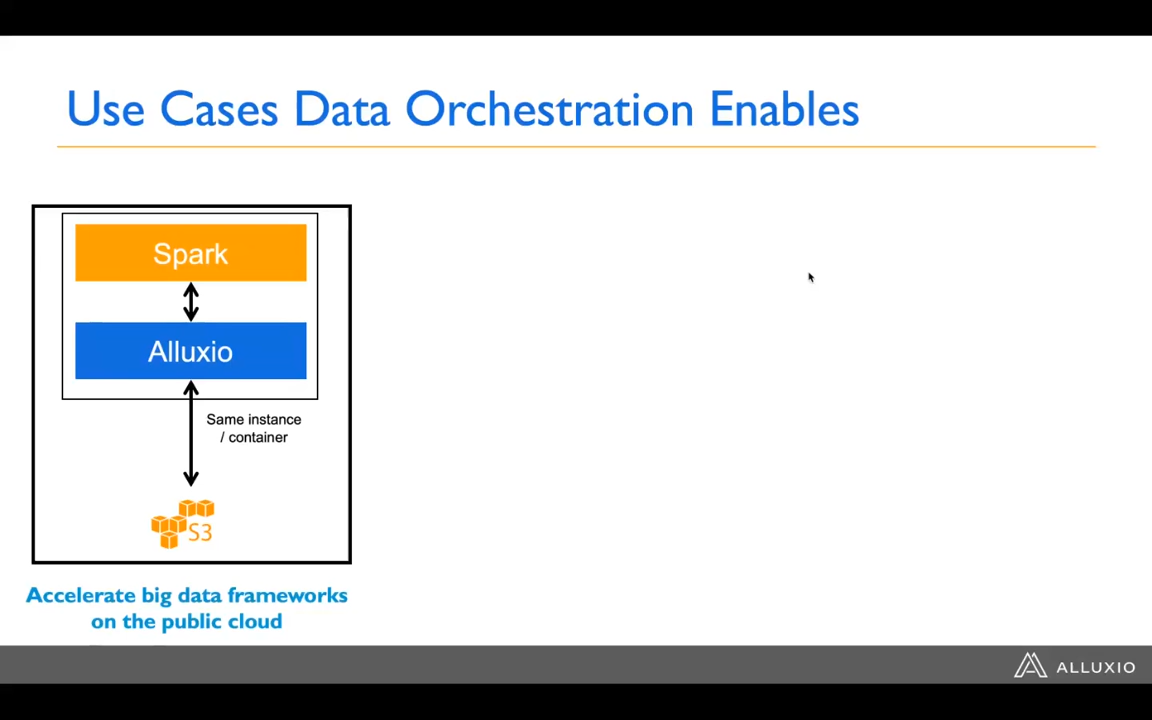 Use Cases Data Orchestration Enables
Spark
Alluxio
Same instance
/ container
S3
Accelerate big data frameworks
on the public cloud
ALLUXIO